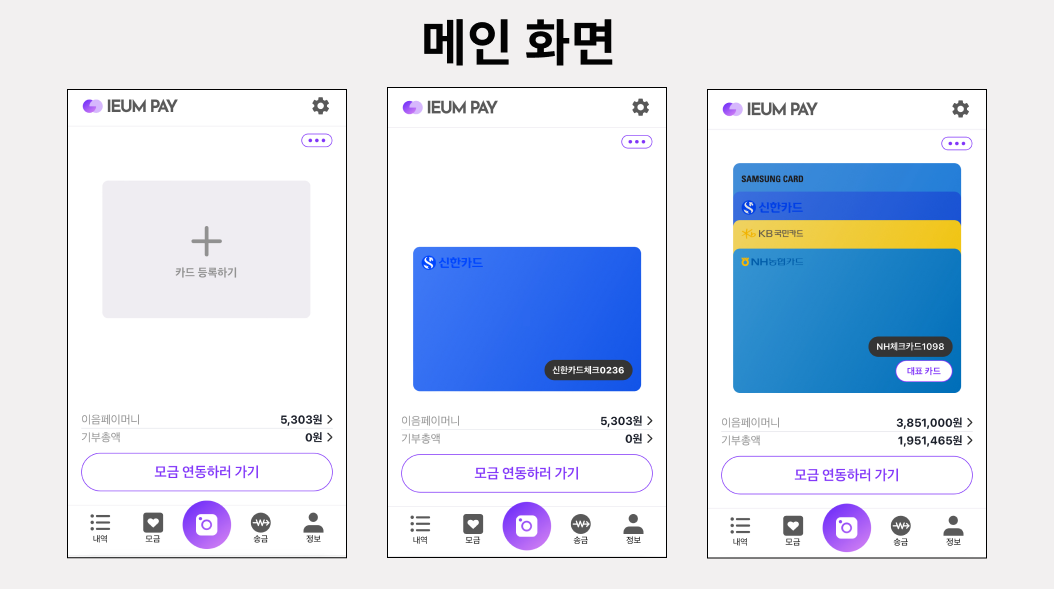 메인 화면
IEUM PAY
카드 등록하기
이음페이머니 5,303원
기부총액 0원
모금 연동하러 가기
내역 모금 송금 정보
IEUM PAY
신한카드
신한카드체크0236
이음페이머니 5,303원
기부총액 0원
모금 연동하러 가기
내역 모금 송금 정보
IEUM PAY
SAMSUNG CARD
신한카드
KB국민카드
NH농협카드
NH체크카드1098
대표 카드
이음페이머니 3,851,000원
기부총액 1,951,465원
모금 연동하러 가기
내역 모금 송금 정보